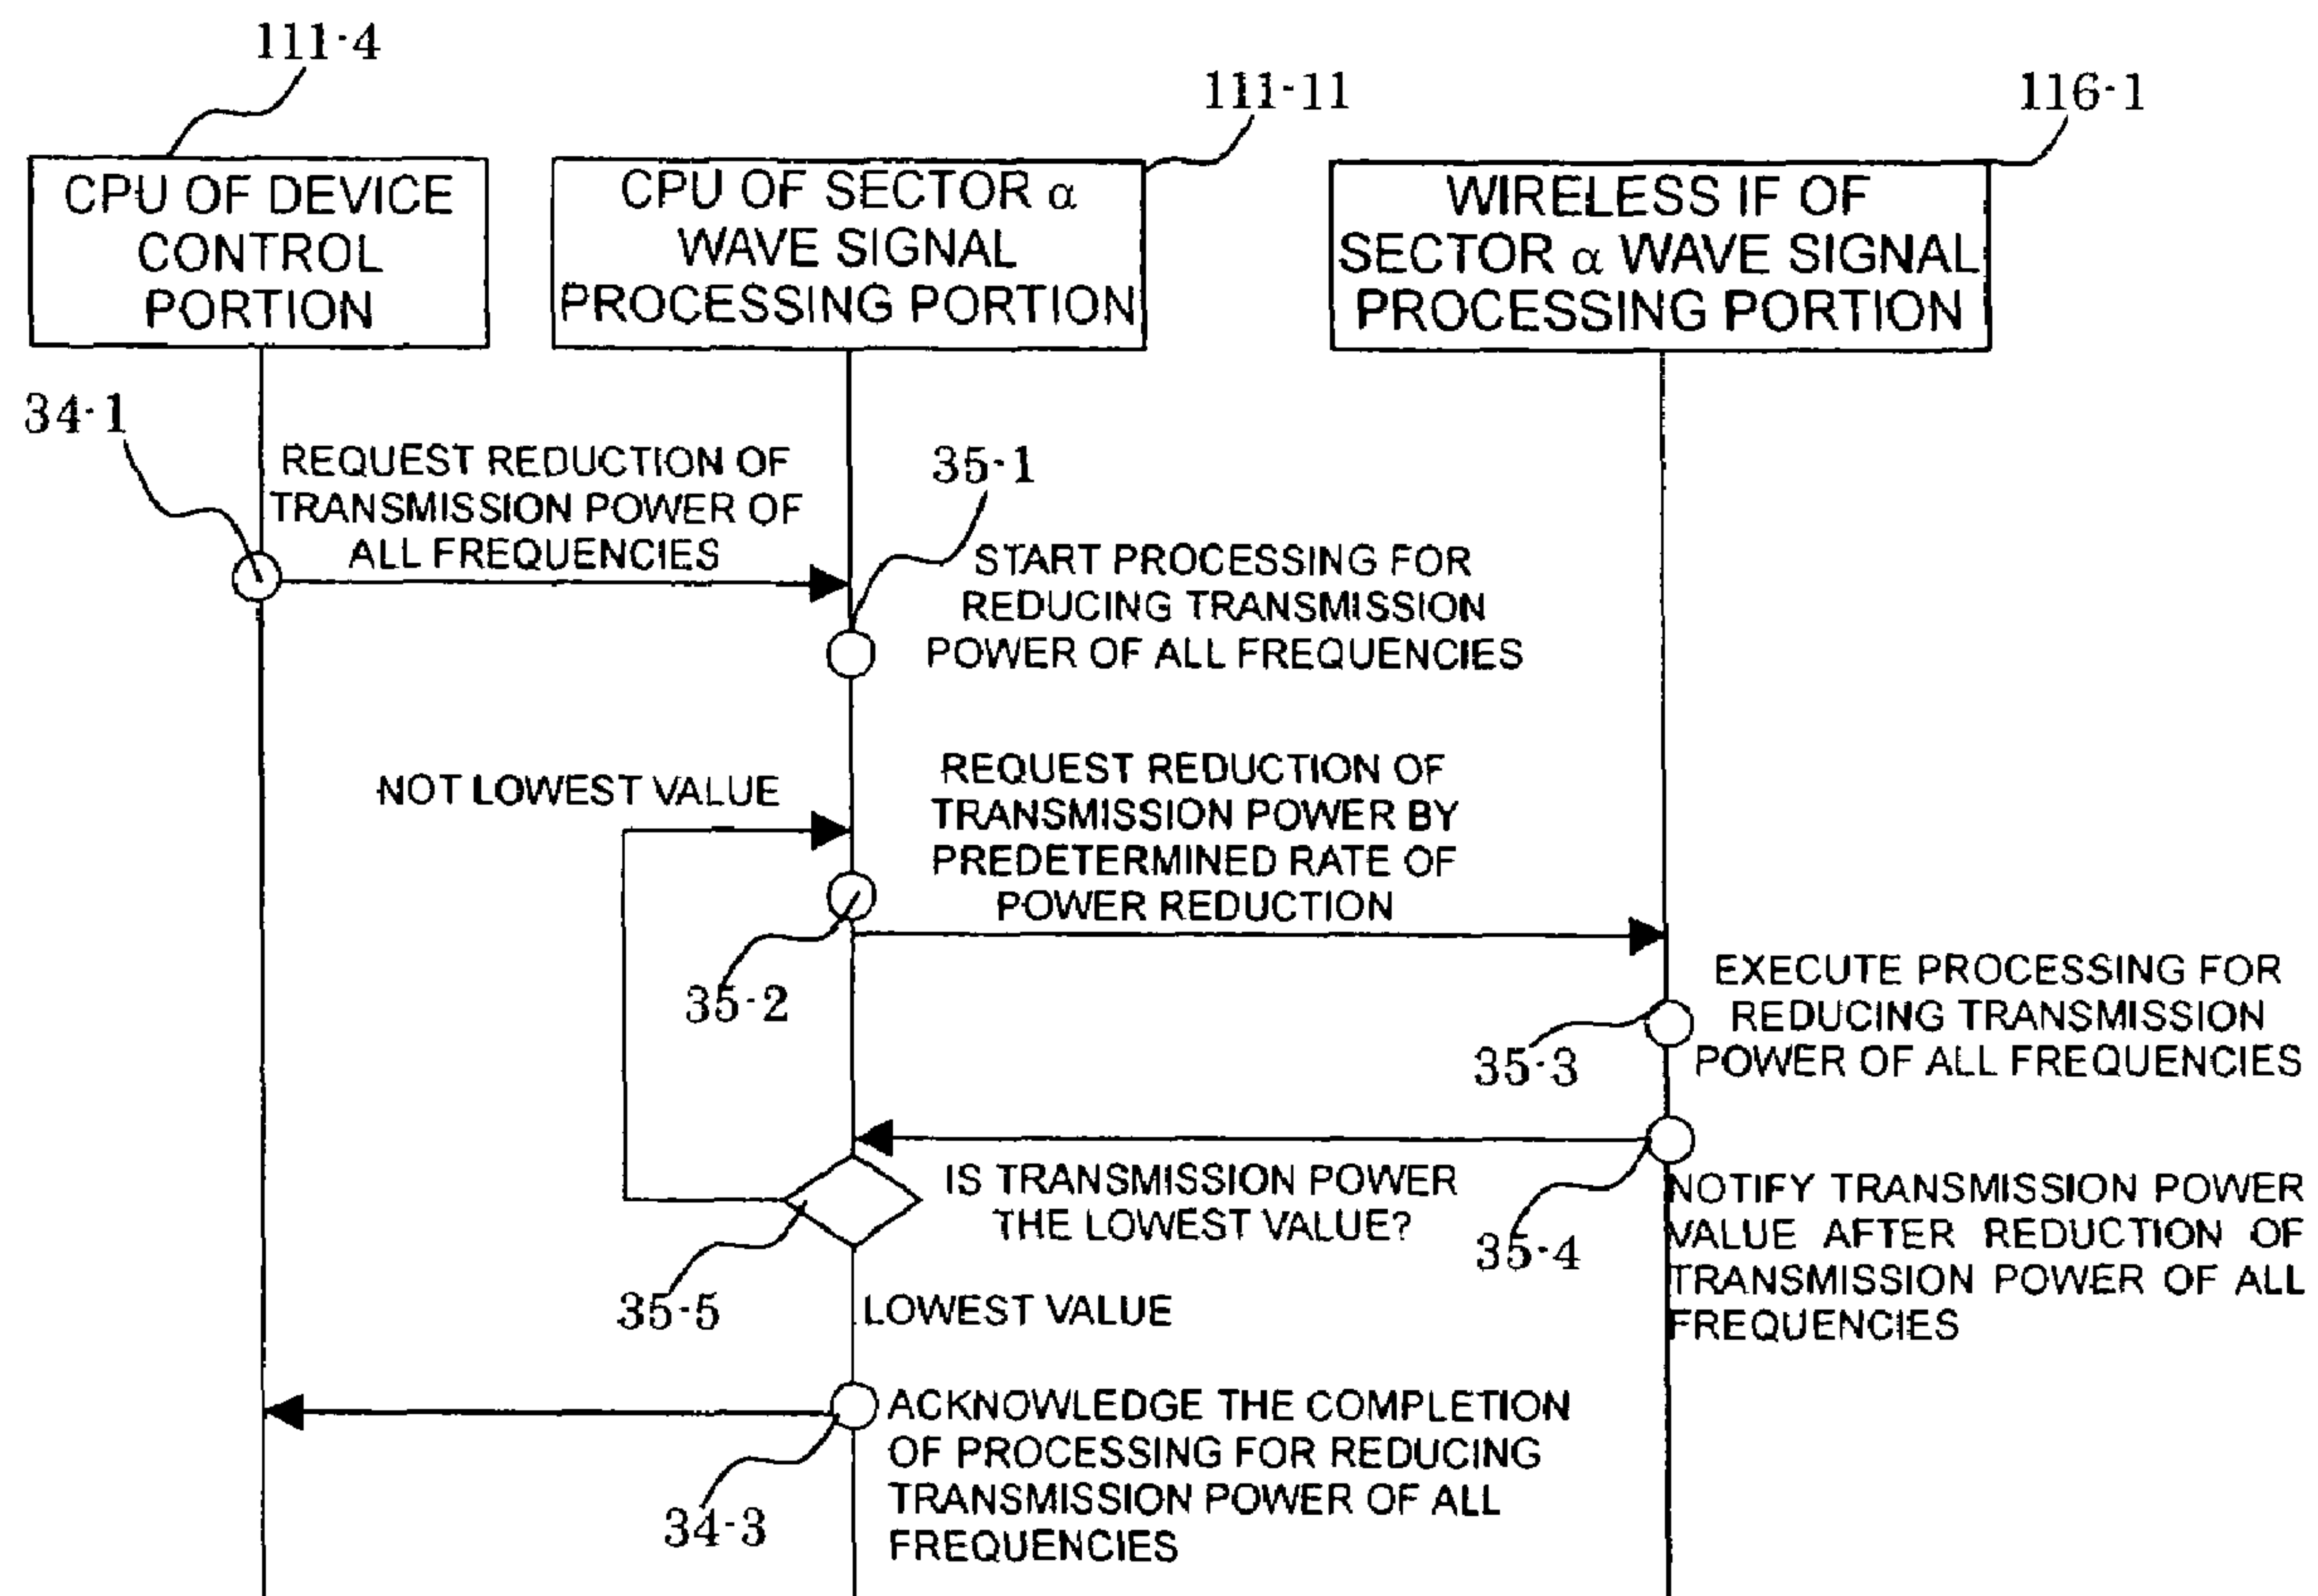 111-4
111-11
116-1
CPU OF DEVICE
CONTROL
PORTION
CPU OF SECTOR α
WAVE SIGNAL
PROCESSING PORTION
WIRELESS IF OF
SECTOR α WAVE SIGNAL
PROCESSING PORTION
34-1
REQUEST REDUCTION OF
TRANSMISSION POWER OF
ALL FREQUENCIES
35-1
START PROCESSING FOR
REDUCING TRANSMISSION
POWER OF ALL FREQUENCIES
NOT LOWEST VALUE
REQUEST REDUCTION OF
TRANSMISSION POWER BY
PREDETERMINED RATE OF
POWER REDUCTION
35-2
EXECUTE PROCESSING FOR
REDUCING TRANSMISSION
POWER OF ALL FREQUENCIES
35-3
IS TRANSMISSION POWER
THE LOWEST VALUE?
35-4
NOTIFY TRANSMISSION POWER
VALUE AFTER REDUCTION OF
TRANSMISSION POWER OF ALL
FREQUENCIES
35-5
LOWEST VALUE
ACKNOWLEDGE THE COMPLETION
OF PROCESSING FOR REDUCING
TRANSMISSION POWER OF ALL
FREQUENCIES
34-3